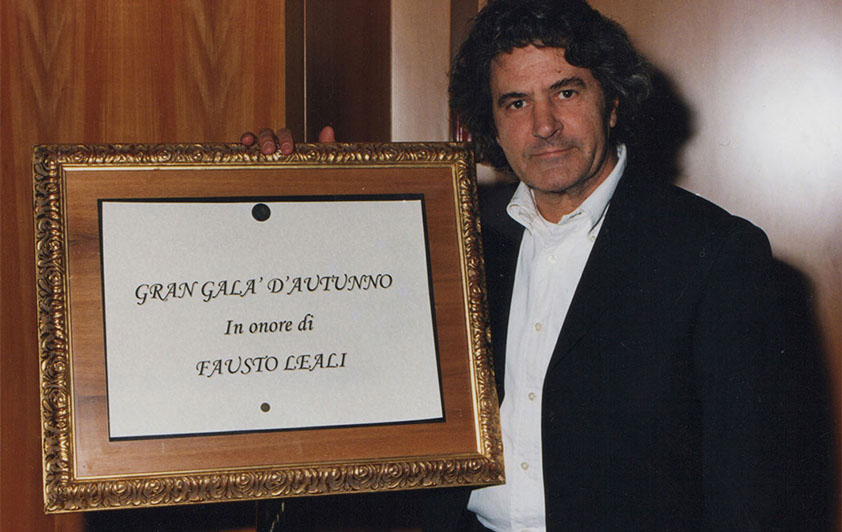 GRAN GALA' D'AUTUNNO
In onore di
FAUSTO LEALI